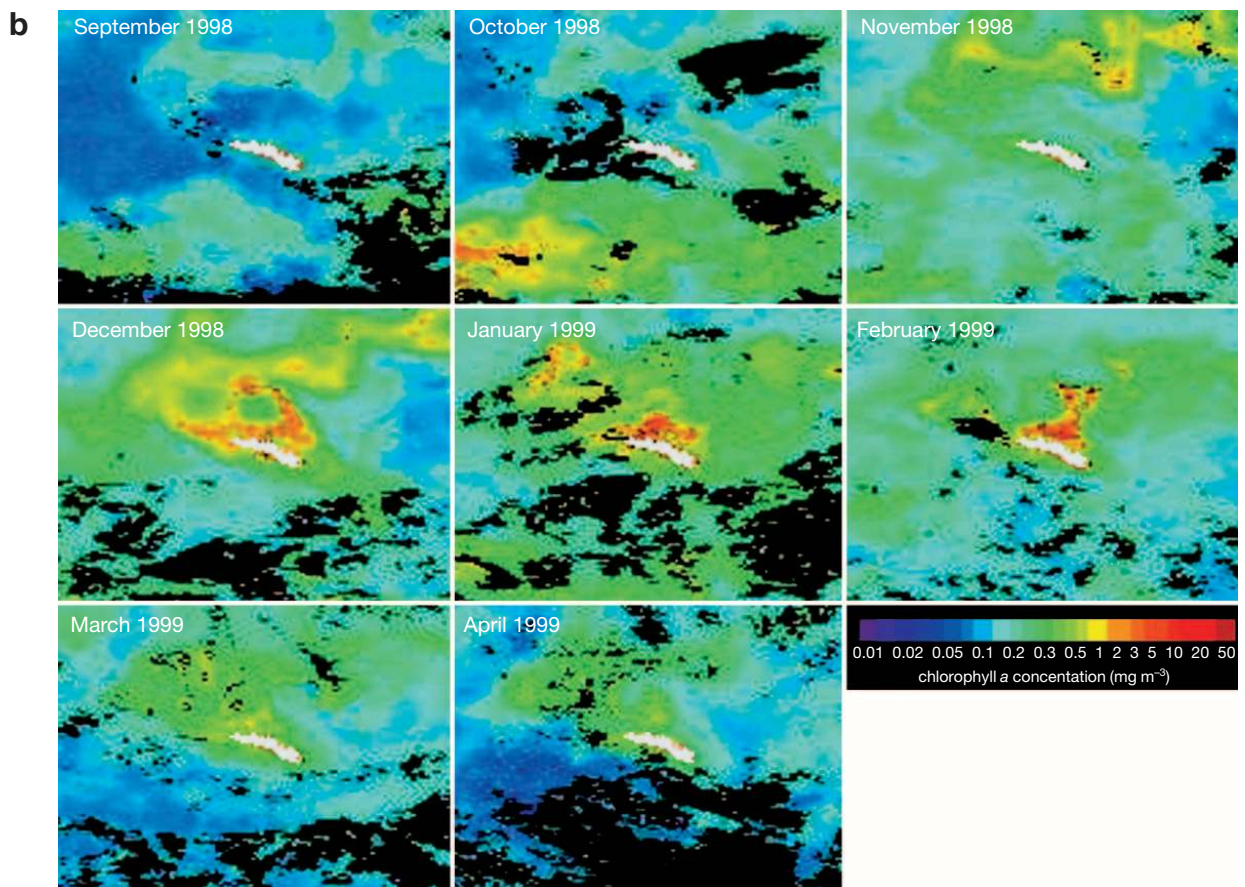 b
September 1998
October 1998
November 1998
December 1998
January 1999
February 1999
March 1999
April 1999
0.01 0.02 0.05 0.1 0.2 0.3 0.5 1 2 3 5 10 20 50
chlorophyll a concentation (mg m⁻³)